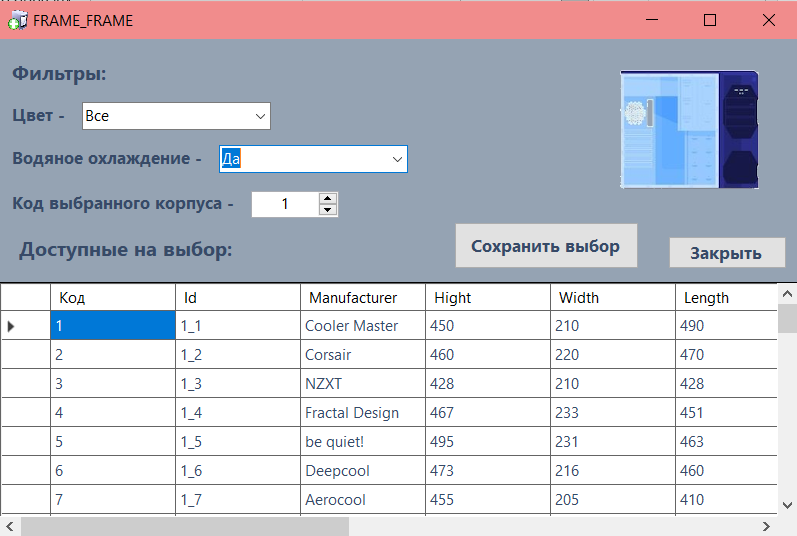 FRAME_FRAME
Фильтры:
Цвет - Все
Водяное охлаждение - Да
Код выбранного корпуса - 1
Доступные на выбор: Сохранить выбор Закрыть
Код Id Manufacturer Hight Width Length
1 1_1 Cooler Master 450 210 490
2 1_2 Corsair 460 220 470
3 1_3 NZXT 428 210 428
4 1_4 Fractal Design 467 233 451
5 1_5 be quiet! 495 231 463
6 1_6 Deepcool 473 216 460
7 1_7 Aerocool 455 205 410